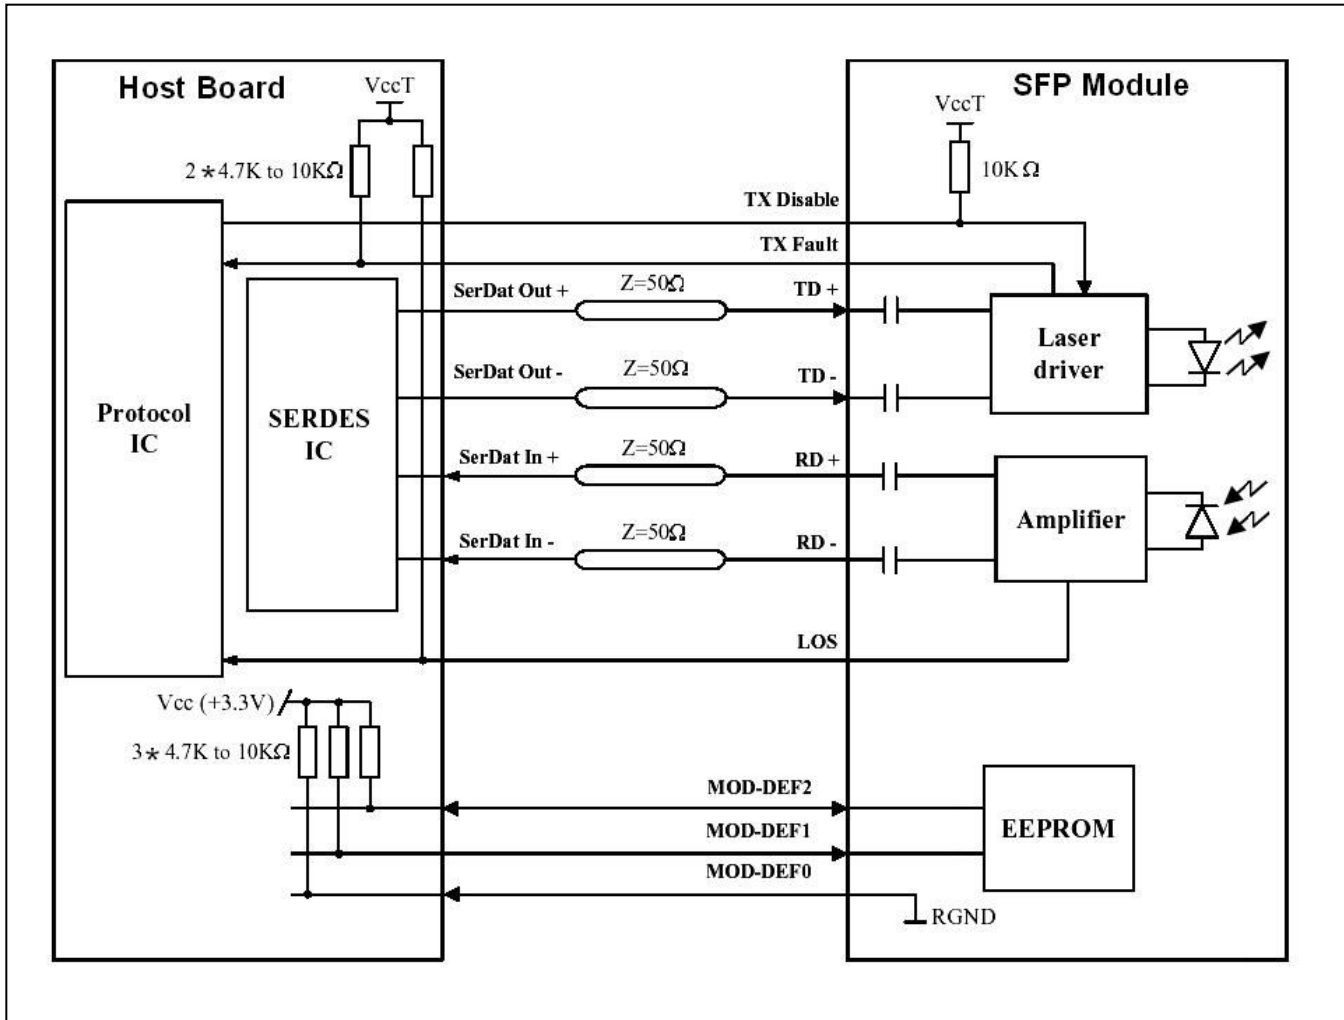 Host Board
SFP Module
VccT
VccT
2 * 4.7K to 10KΩ
10K Ω
TX Disable
TX Fault
SerDat Out +
Z=50Ω
TD +
Laser
driver
SerDat Out -
Z=50Ω
TD -
Protocol
IC
SERDES
IC
SerDat In +
Z=50Ω
RD +
Amplifier
SerDat In -
Z=50Ω
RD -
LOS
Vcc (+3.3V)
3 * 4.7K to 10KΩ
MOD-DEF2
MOD-DEF1
EEPROM
MOD-DEF0
RGND